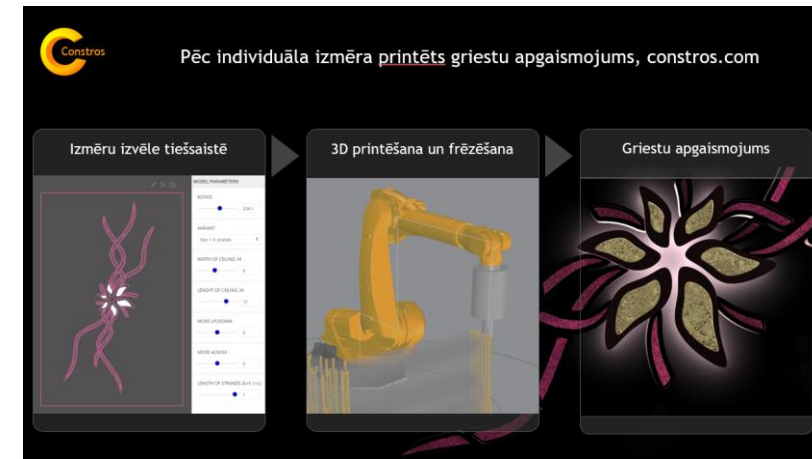 Constros
Pēc individuāla izmēra printēts griestu apgaismojums, constros.com
Izmēru izvēle tiešsaistē
3D printēšana un frēzēšana
Griestu apgaismojums
MODEL PARAMETERS
ROTATE
VARIANT
WIDTH OF CEILING, M
LENGHT OF CEILING, M
MOVE UP/DOWN
MOVE ACROSS
LENGTH OF STRANDS